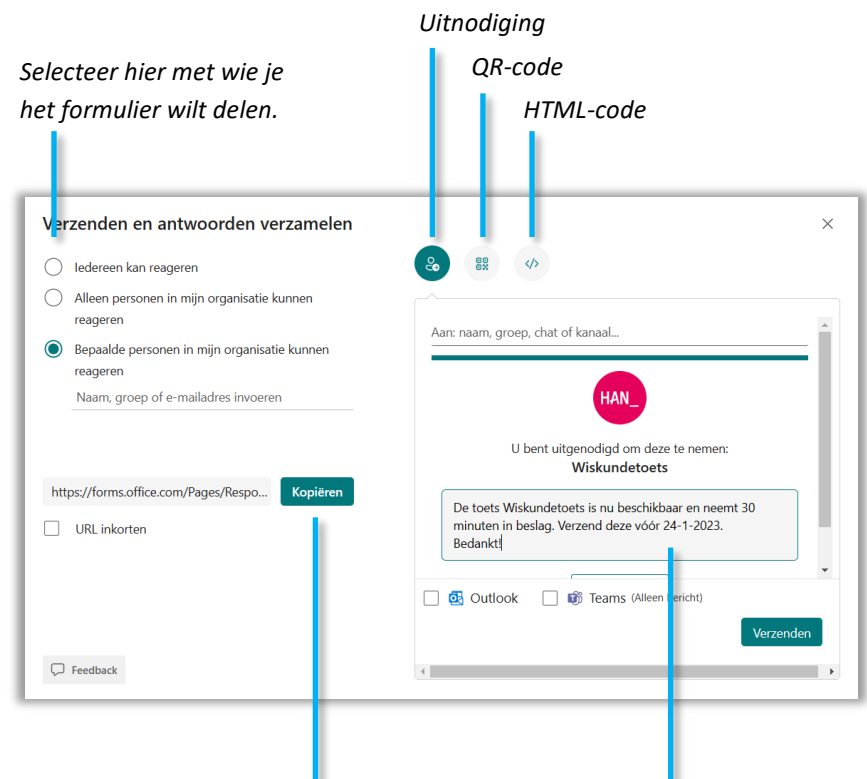 Uitnodiging
Selecteer hier met wie je
het formulier wilt delen.
QR-code
HTML-code
Verzenden en antwoorden verzamelen
Iedereen kan reageren
Alleen personen in mijn organisatie kunnen
reageren
Bepaalde personen in mijn organisatie kunnen
reageren
Naam, groep of e-mailadres invoeren
https://forms.office.com/Pages/Respo...
Kopiëren
URL inkorten
Feedback
Aan: naam, groep, chat of kanaal...
HAN_
U bent uitgenodigd om deze te nemen:
Wiskundetoets
De toets Wiskundetoets is nu beschikbaar en neemt 30
minuten in beslag. Verzend deze vóór 24-1-2023.
Bedankt!
Outlook
Teams (Alleen bericht)
Verzenden